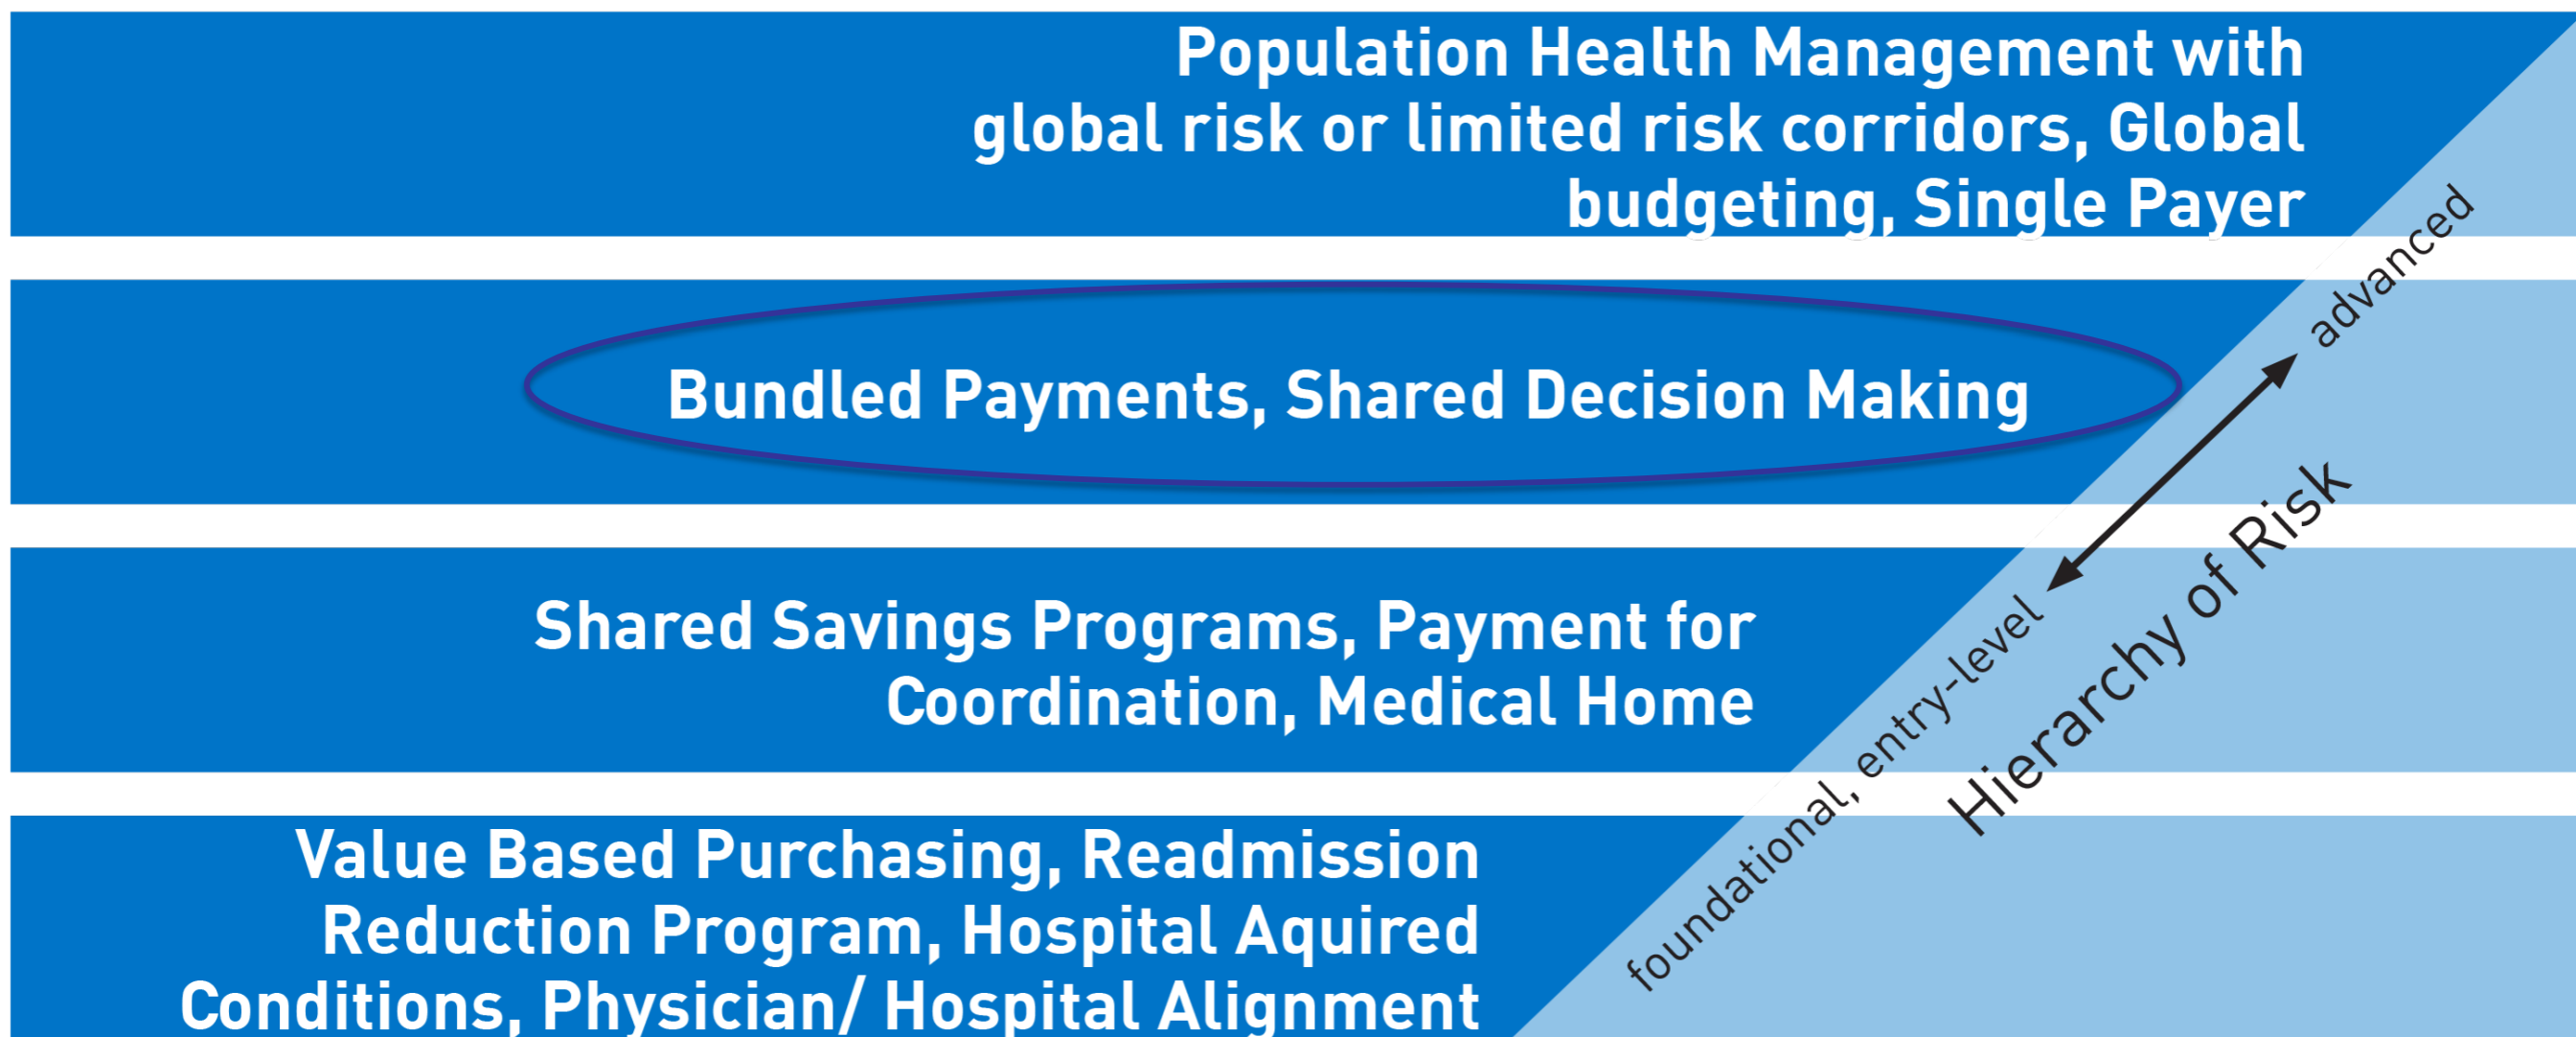 Population Health Management with
global risk or limited risk corridors, Global
budgeting, Single Payer
advanced
Bundled Payments, Shared Decision Making
Hierarchy of Risk
Shared Savings Programs, Payment for
Coordination, Medical Home
foundational, entry-level
Value Based Purchasing, Readmission
Reduction Program, Hospital Aquired
Conditions, Physician/ Hospital Alignment